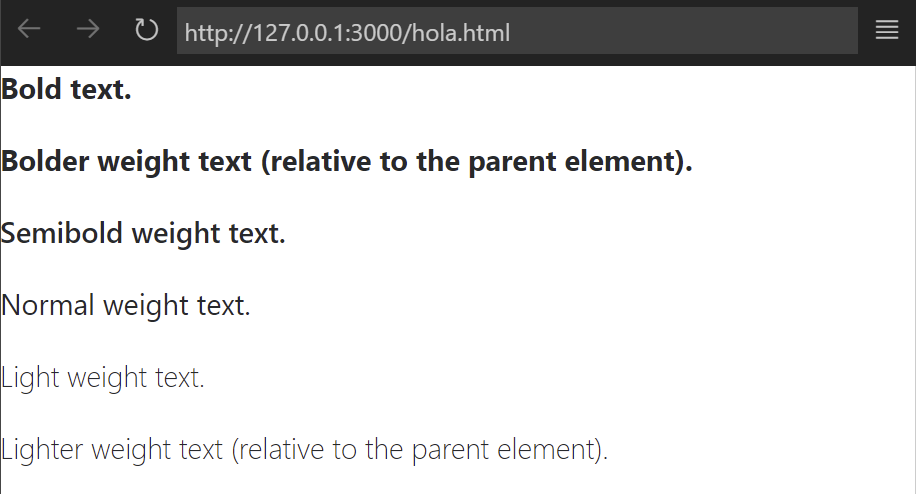 http://127.0.0.1:3000/hola.html
Bold text.
Bolder weight text (relative to the parent element).
Semibold weight text.
Normal weight text.
Light weight text.
Lighter weight text (relative to the parent element).